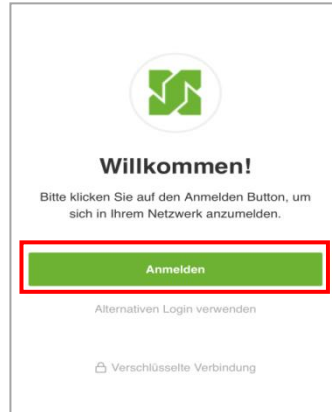 Willkommen!
Bitte klicken Sie auf den Anmelden Button, um
sich in Ihrem Netzwerk anzumelden.
Anmelden
Alternativen Login verwenden
Verschlüsselte Verbindung